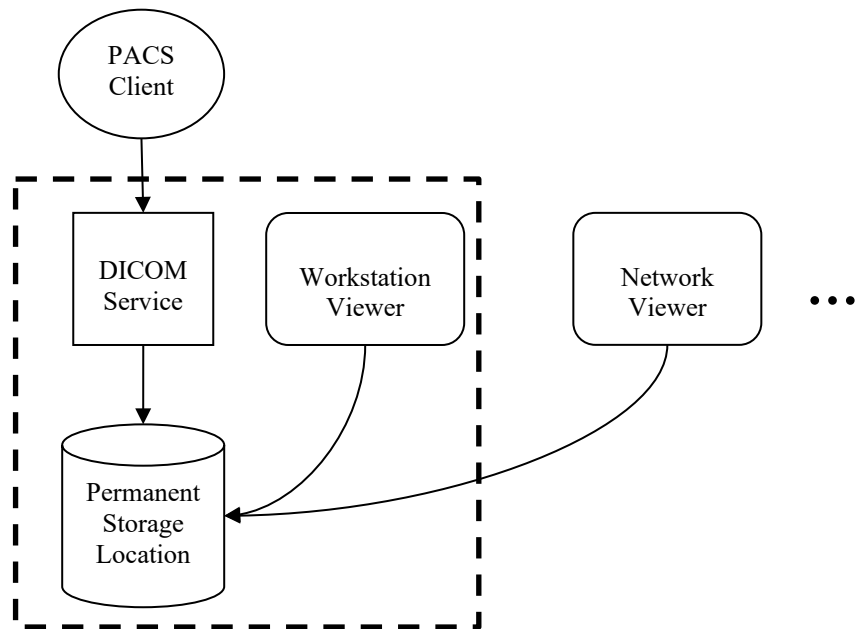 PACS
Client
DICOM
Service
Workstation
Viewer
Network
Viewer
...
Permanent
Storage
Location